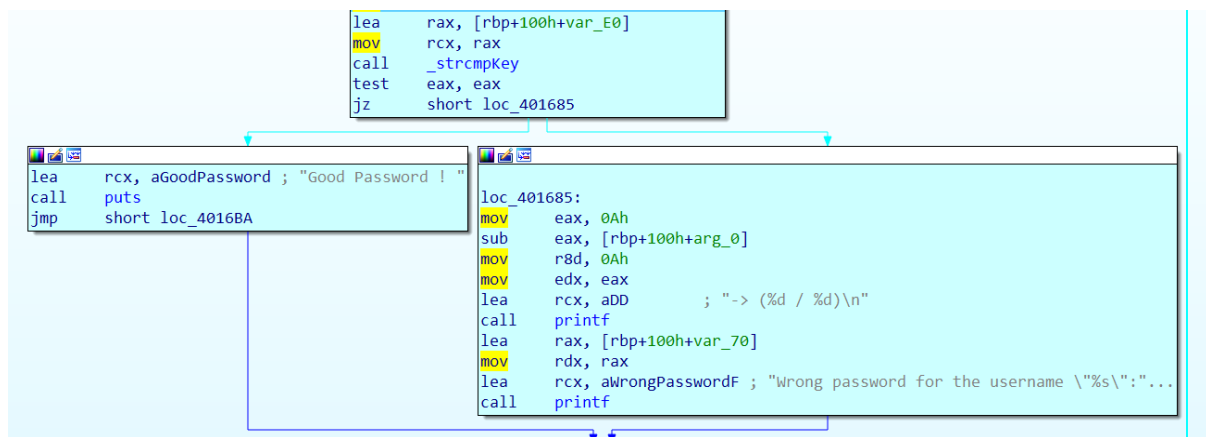 lea rax, [rbp+100h+var_E0]
mov rcx, rax
call _strcmpKey
test eax, eax
jz short loc_401685
lea rcx, aGoodPassword ; "Good Password ! "
call puts
jmp short loc_4016BA
loc_401685:
mov eax, 0Ah
sub eax, [rbp+100h+arg_0]
mov r8d, 0Ah
mov edx, eax
lea rcx, aDD ; "-> (%d / %d)\n"
call printf
lea rax, [rbp+100h+var_70]
mov rdx, rax
lea rcx, aWrongPasswordF ; "Wrong password for the username \"%s\":"...
call printf